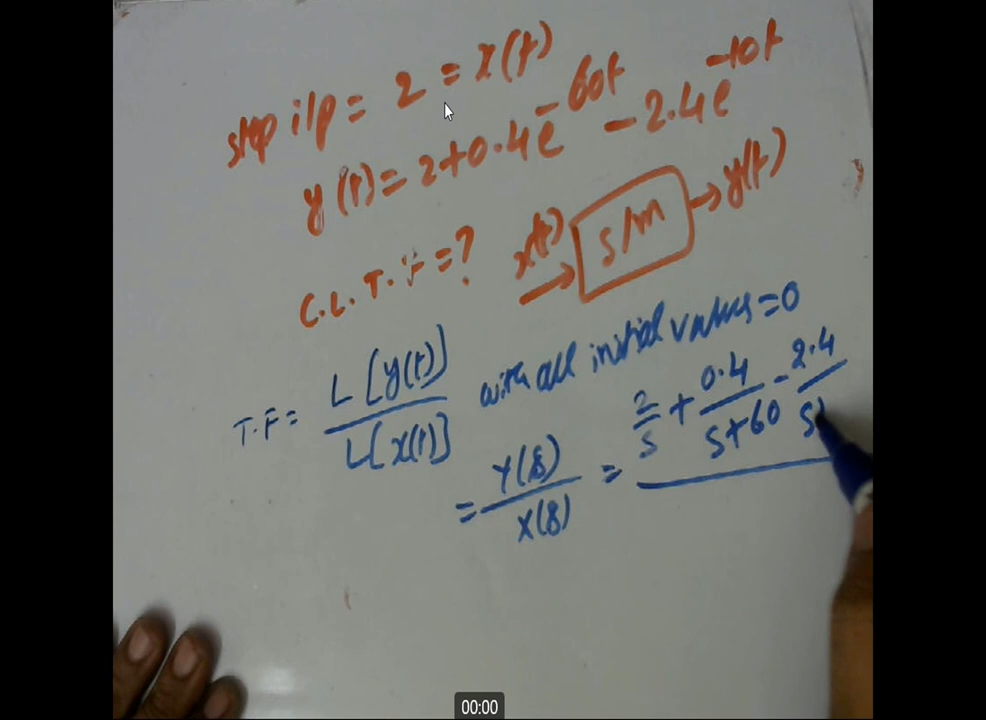 step i/p = 2 = X(t)
y(t) = 2 + 0.4e^-60t - 2.4e^-10t
C.L.T.F = ?
x(t) → S/m → y(t)
T.F = L[y(t)] / L[x(t)] with all initial values = 0
= Y(s) / X(s) = 2/s + 0.4/s+60 - 2.4/s
00:00